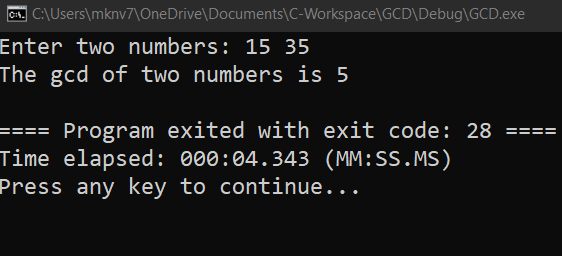 C:\Users\mknv7\OneDrive\Documents\C-Workspace\GCD\Debug\GCD.exe
Enter two numbers: 15 35
The gcd of two numbers is 5
==== Program exited with exit code: 28 ====
Time elapsed: 000:04.343 (MM:SS.MS)
Press any key to continue...